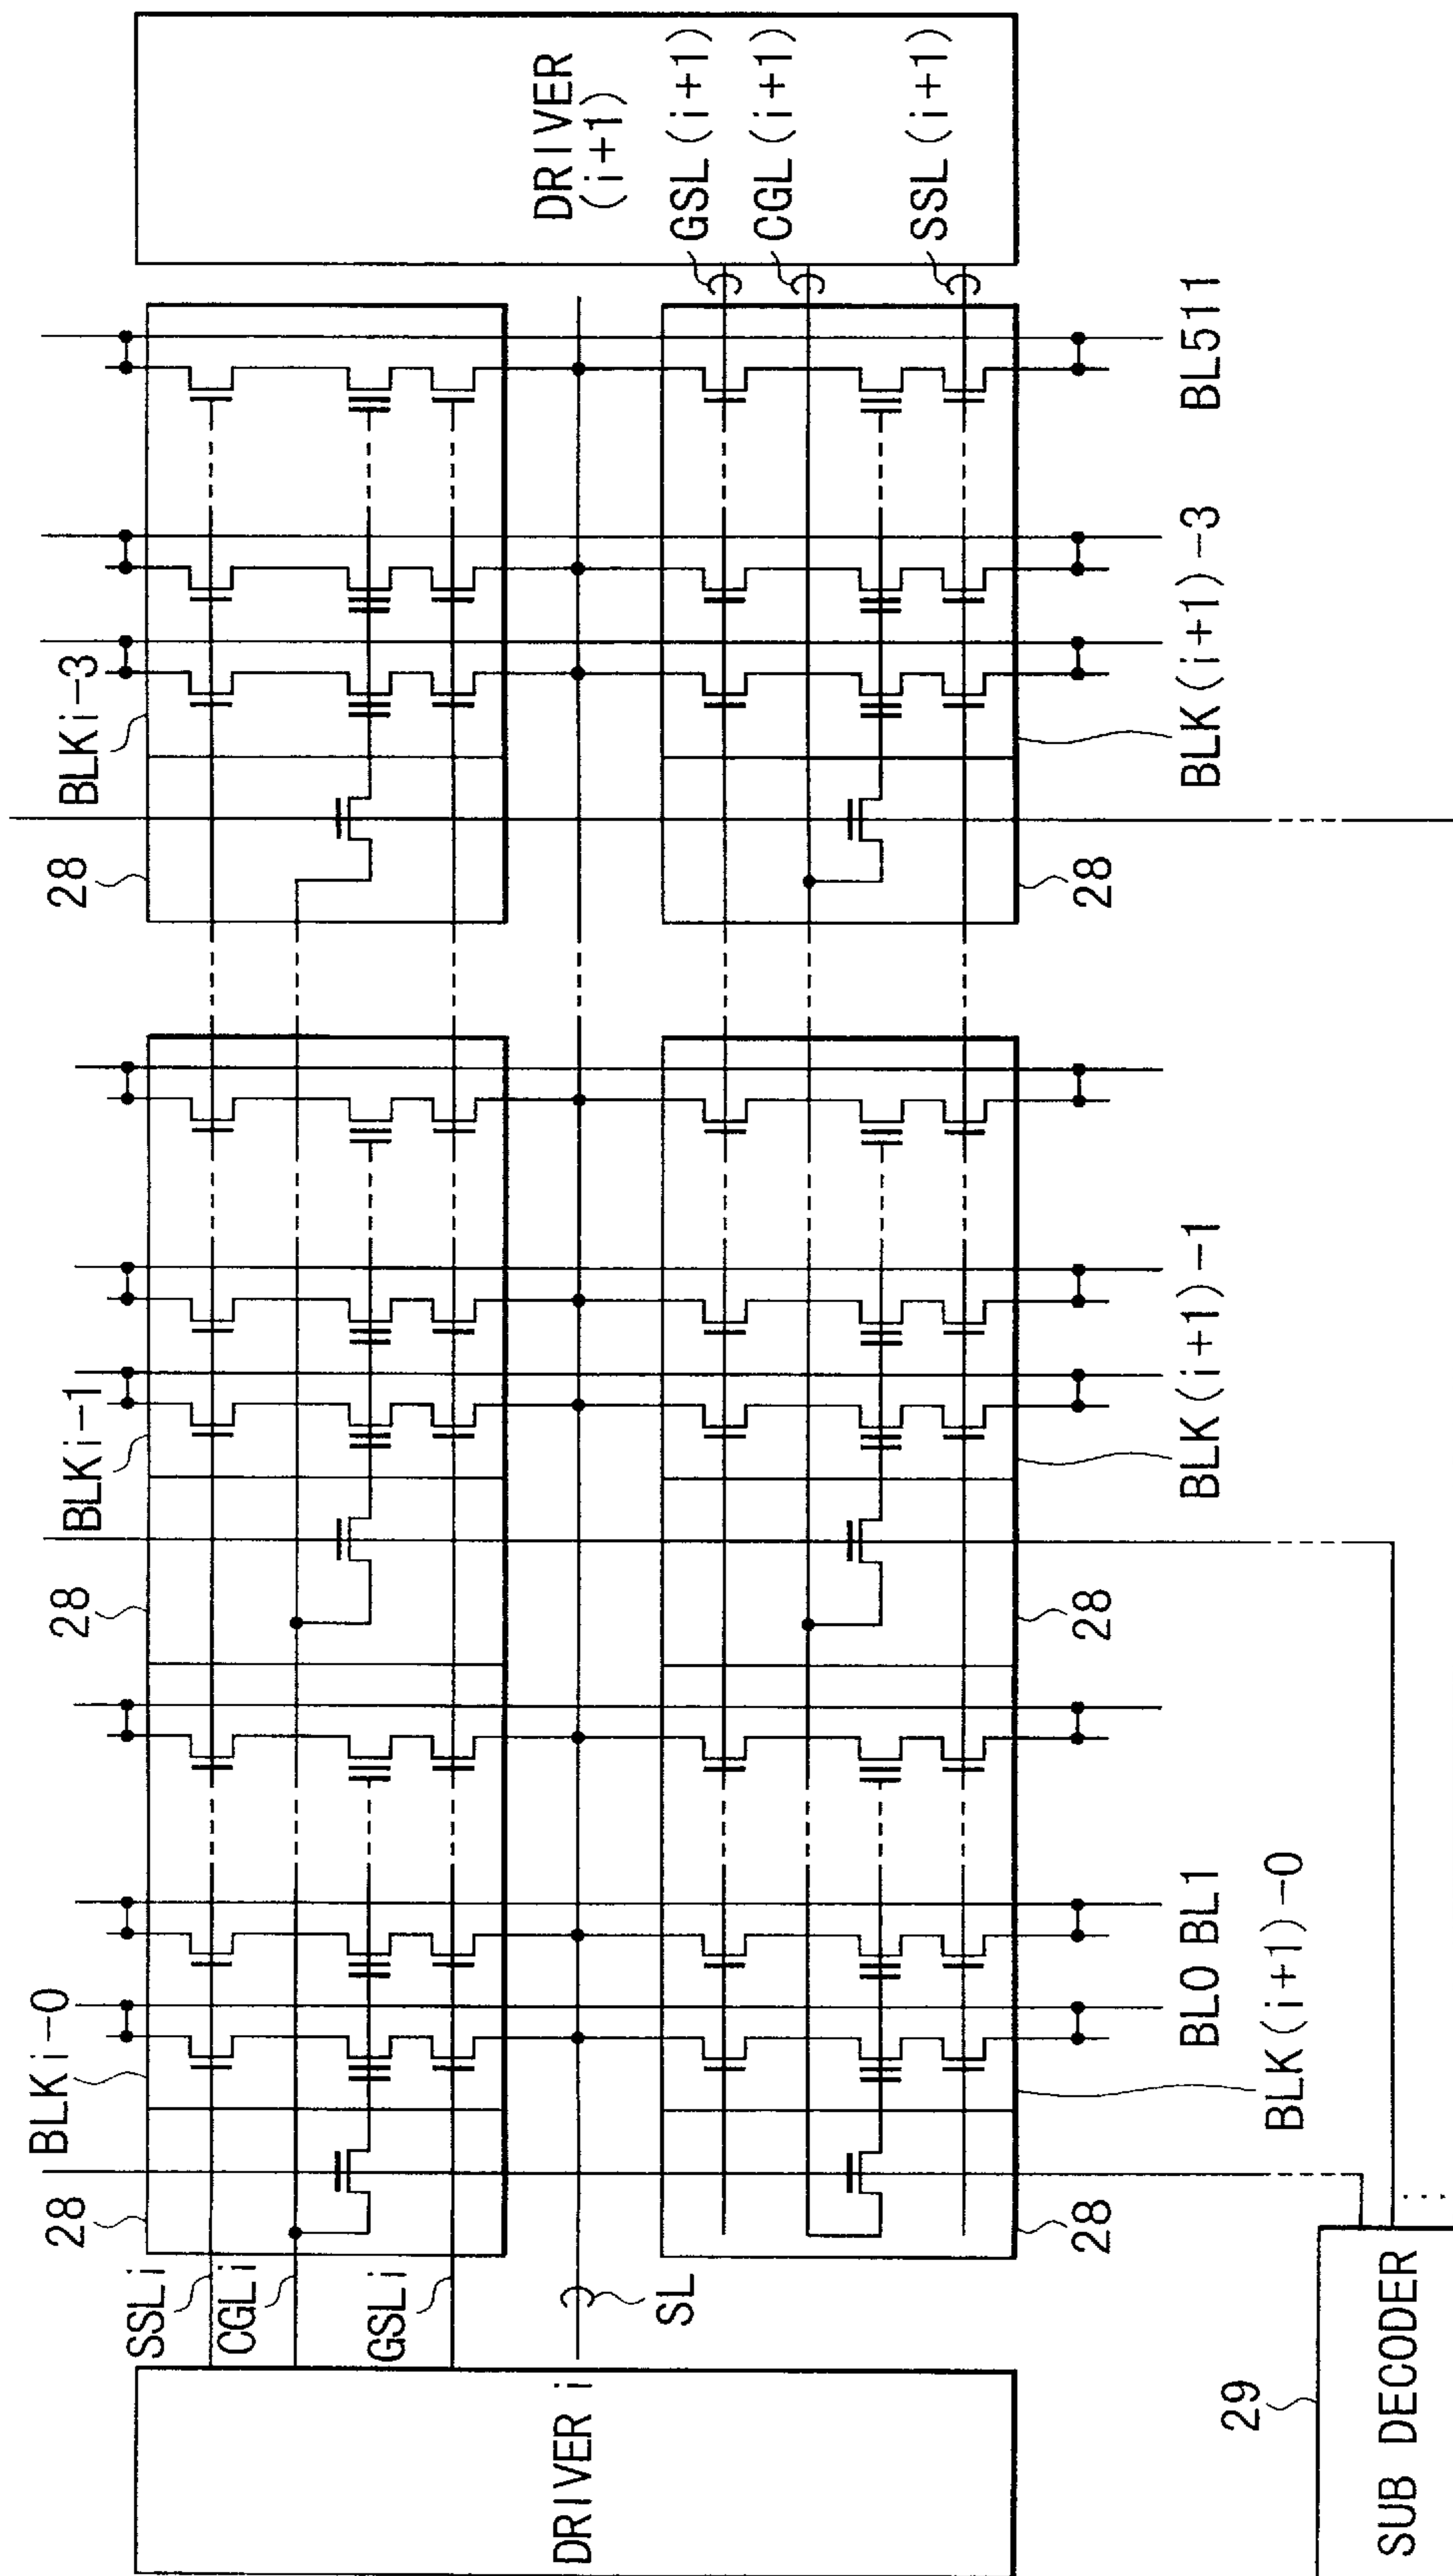 DRIVER
(i+1)
GSL(i+1)
CGL(i+1)
SSL(i+1)
BLKi-3
28
BL511
BLK(i+1)-3
28
BLKi-1
28
BLK(i+1)-1
28
BLKi-0
28
BL0 BL1
BLK(i+1)-0
28
SSLi
CGLi
GSLi
SL
DRIVER i
29
SUB DECODER